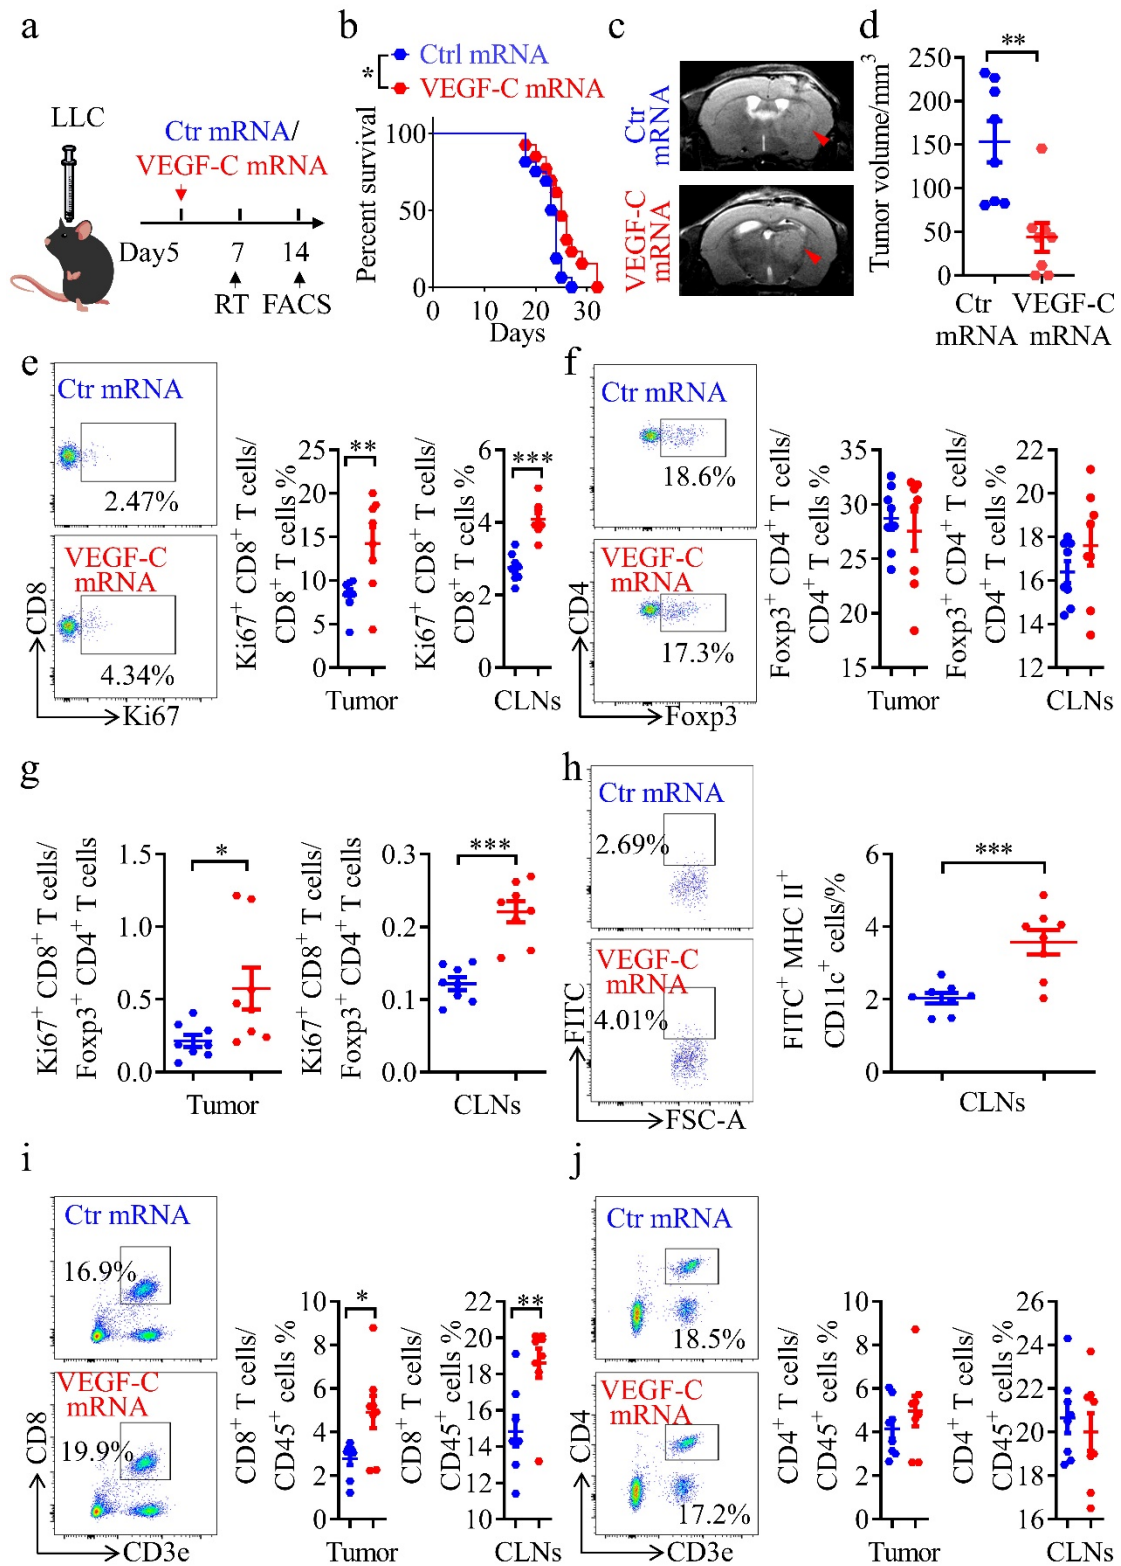 a
LLC
Ctr mRNA/
VEGF-C mRNA
Day5
7
14
RT
FACS
b
*
Ctrl mRNA
VEGF-C mRNA
Percent survival
100
50
0
0
10
20
30
Days
c
Ctr
mRNA
VEGF-C
mRNA
d
**
Tumor volume/mm³
250
200
150
100
50
0
Ctr
mRNA
VEGF-C
mRNA
e
Ctr mRNA
2.47%
VEGF-C
mRNA
4.34%
CD8
Ki67
Ki67⁺ CD8⁺ T cells/
CD8⁺ T cells %
25
20
15
10
5
0
**
Tumor
Ki67⁺ CD8⁺ T cells/
CD8⁺ T cells %
6
4
2
0
***
CLNs
f
Ctr mRNA
18.6%
VEGF-C
mRNA
17.3%
CD4
Foxp3
Foxp3⁺ CD4⁺ T cells/
CD4⁺ T cells %
35
30
25
20
15
Tumor
Foxp3⁺ CD4⁺ T cells/
CD4⁺ T cells %
22
20
18
16
14
12
CLNs
g
Ki67⁺ CD8⁺ T cells/
Foxp3⁺ CD4⁺ T cells
1.5
1.0
0.5
0.0
*
Tumor
Ki67⁺ CD8⁺ T cells/
Foxp3⁺ CD4⁺ T cells
0.3
0.2
0.1
0.0
***
CLNs
h
Ctr mRNA
2.69%
VEGF-C
mRNA
4.01%
FITC
FSC-A
FITC⁺ MHC II⁺
CD11c⁺ cells/%
6
4
2
0
***
CLNs
i
Ctr mRNA
16.9%
VEGF-C
mRNA
19.9%
CD8
CD3e
CD8⁺ T cells/
CD45⁺ cells %
10
8
6
4
2
0
*
Tumor
CD8⁺ T cells/
CD45⁺ cells %
22
20
18
16
14
12
10
**
CLNs
j
Ctr mRNA
18.5%
VEGF-C
mRNA
17.2%
CD4
CD3e
CD4⁺ T cells/
CD45⁺ cells %
10
8
6
4
2
0
Tumor
CD4⁺ T cells/
CD45⁺ cells %
26
24
22
20
18
16
CLNs